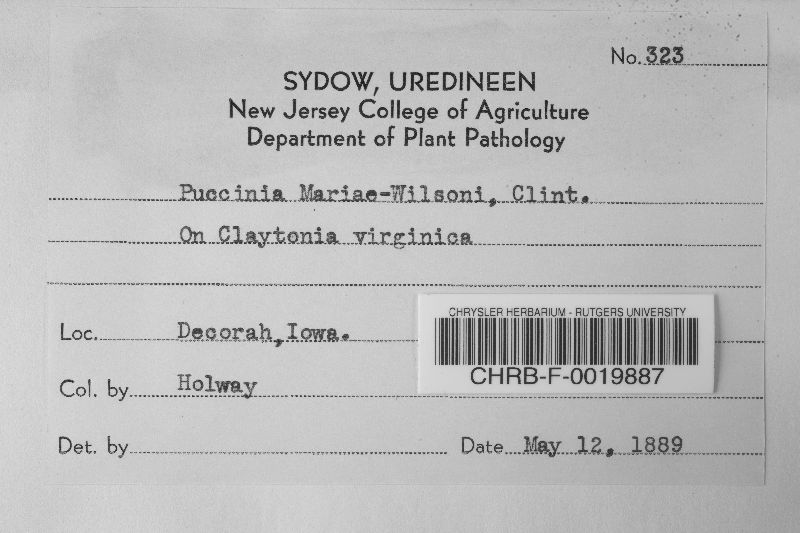 No. 323
SYDOW, UREDINEEN
New Jersey College of Agriculture
Department of Plant Pathology
Puccinia Mariae-Wilsoni, Clint.
On Claytonia virginica
Loc. Decorah, Iowa.
CHRYSLER HERBARIUM - RUTGERS UNIVERSITY
CHRB-F-0019887
Col. by Holway
Det. by
Date May 12, 1889